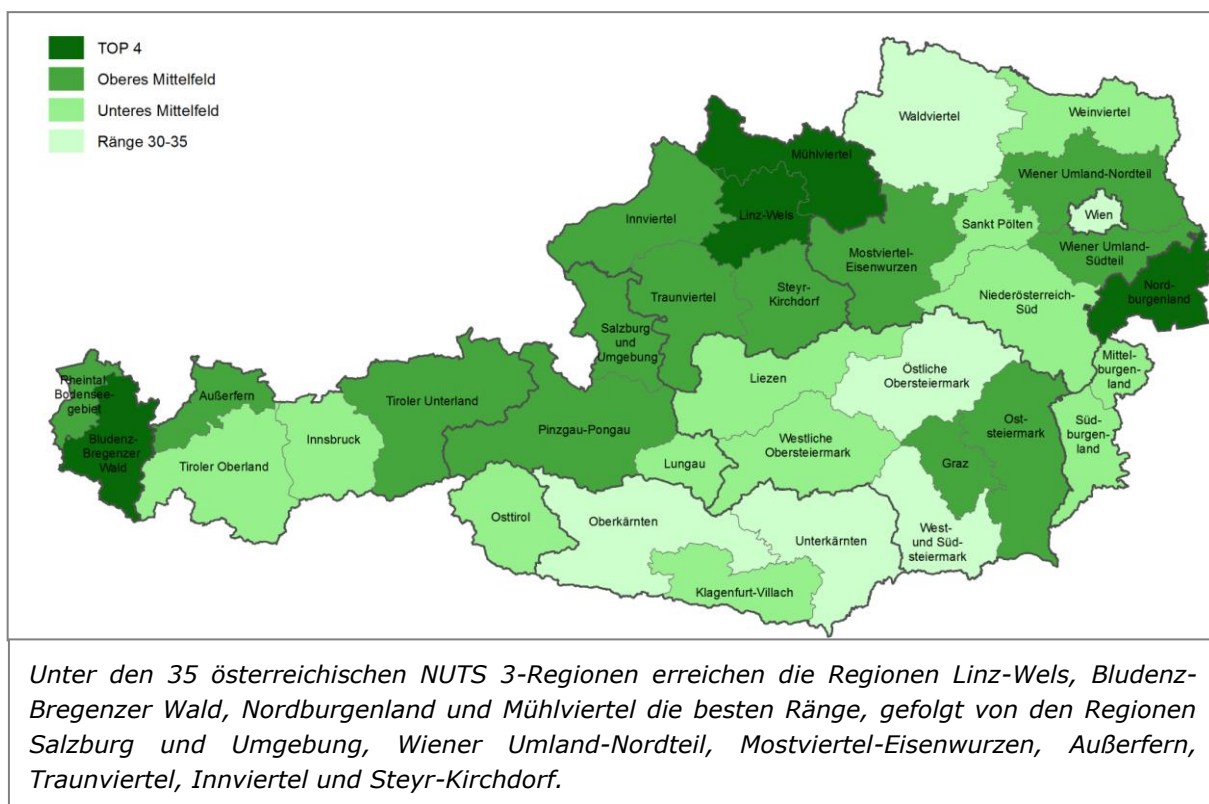 TOP 4
Oberes Mittelfeld
Unteres Mittelfeld
Ränge 30-35
Waldviertel
Weinviertel
Mühlviertel
Wiener Umland-Nordteil
Innviertel
Linz-Wels
Sankt Pölten
Wien
Mostviertel-
Eisenwurzen
Wiener Umland-
Südteil
Nord-
burgenland
Traunviertel
Steyr-
Kirchdorf
Niederösterreich-
Süd
Salzburg
und
Umgebung
Mittel-
burgen-
land
Östliche
Obersteiermark
Liezen
Rheintal
Bodensee-
gebiet
Außerfern
Tiroler Unterland
Ost-
steiermark
Süd-
burgen-
land
Bludenz-
Bregenzer
Wald
Innsbruck
Pinzgau-Pongau
Westliche
Obersteiermark
Graz
Tiroler Oberland
Lungau
Osttirol
Oberkärnten
Unterkärnten
West-
und Süd-
steiermark
Klagenfurt-Villach
Unter den 35 österreichischen NUTS 3-Regionen erreichen die Regionen Linz-Wels, Bludenz-
Bregenzer Wald, Nordburgenland und Mühlviertel die besten Ränge, gefolgt von den Regionen
Salzburg und Umgebung, Wiener Umland-Nordteil, Mostviertel-Eisenwurzen, Außerfern,
Traunviertel, Innviertel und Steyr-Kirchdorf.